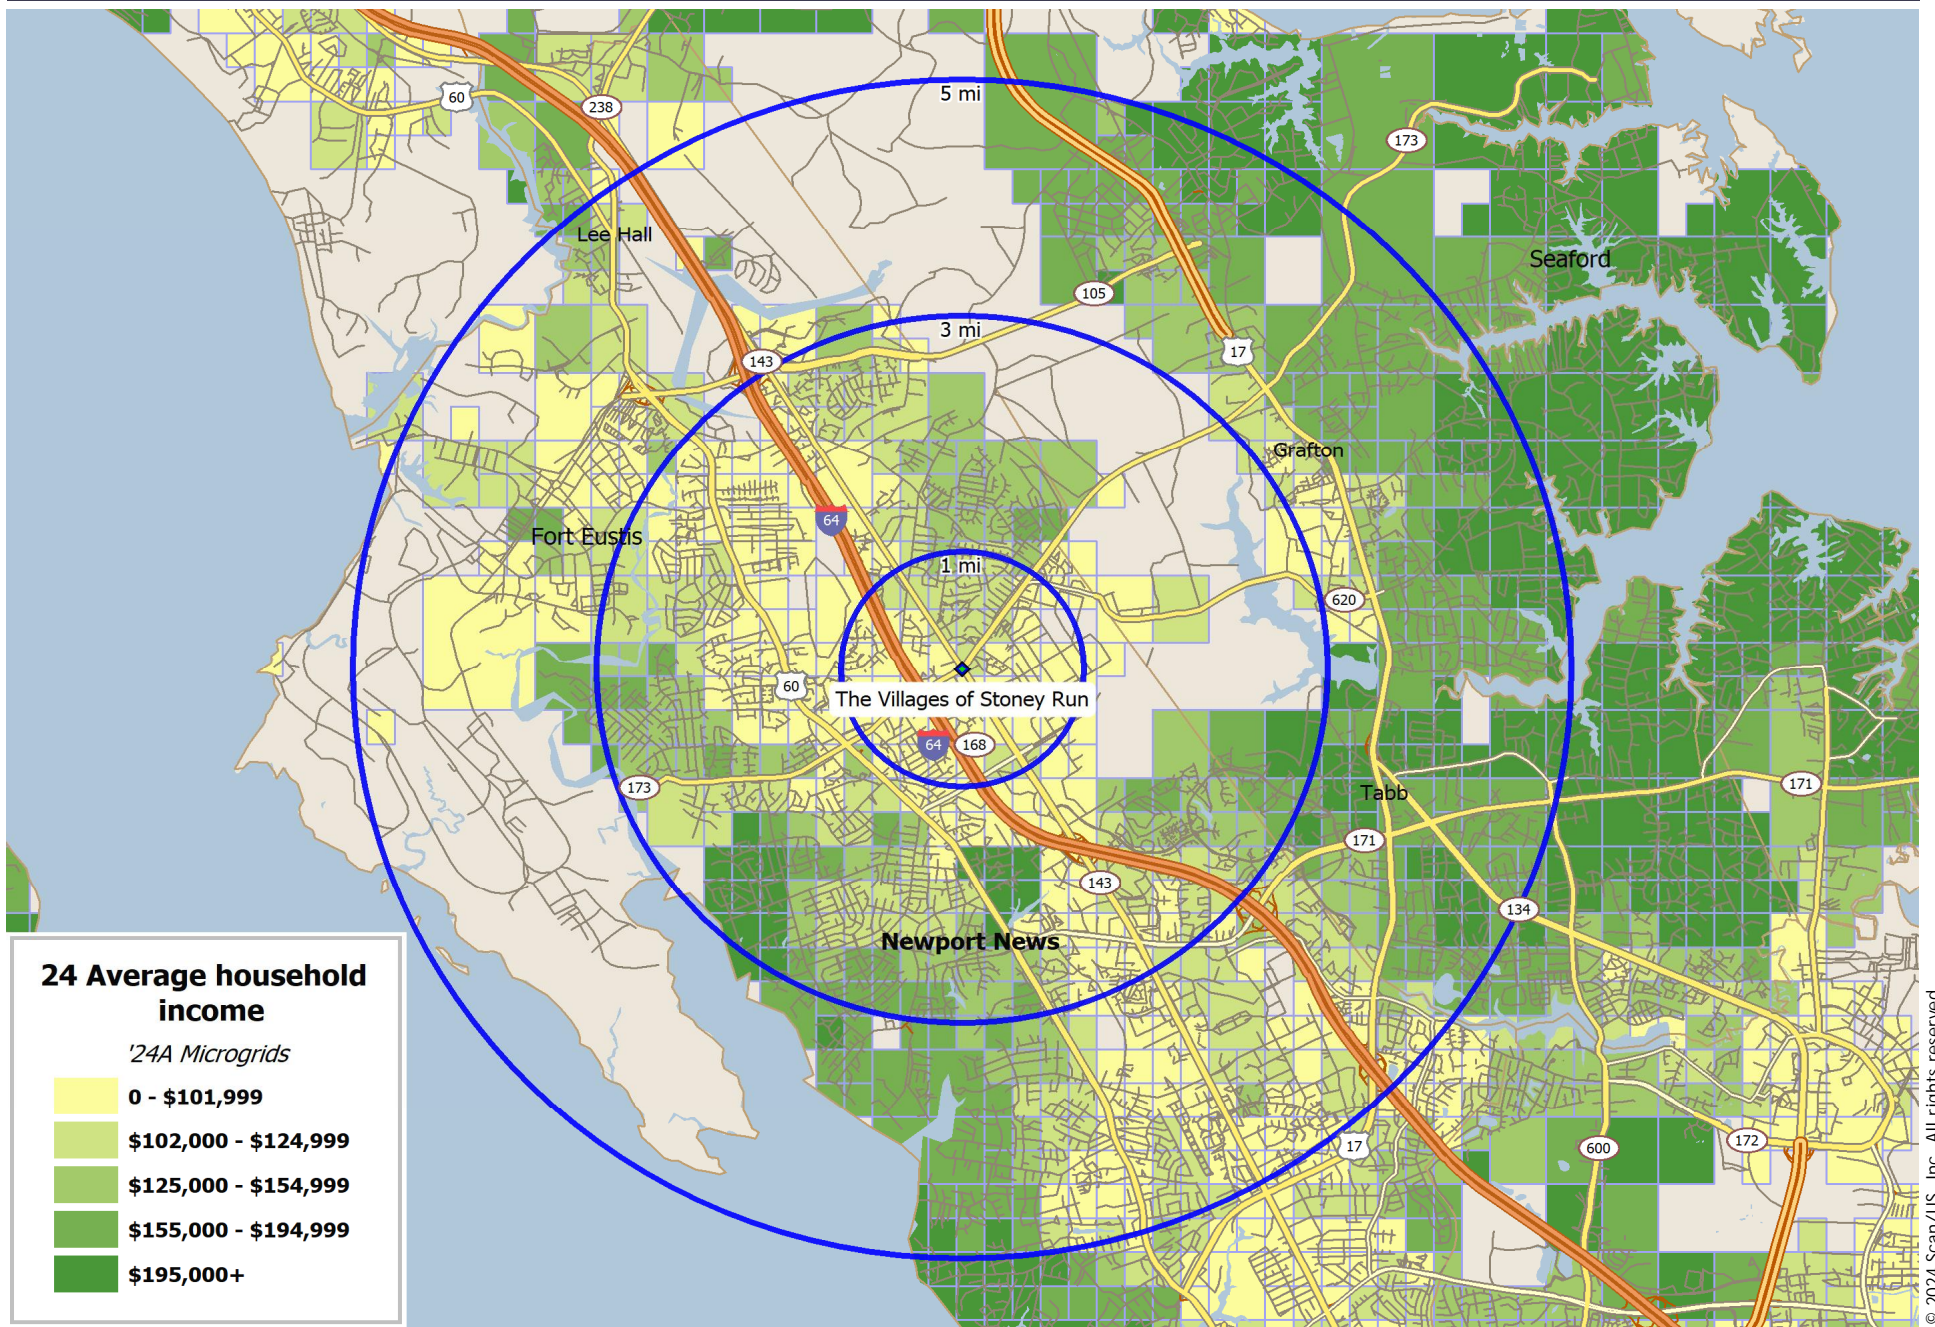 60
238
5 mi
173
Lee Hall
Seaford
105
3 mi
17
143
Grafton
64
Fort Eustis
1 mi
620
60
The Villages of Stoney Run
64
168
173
Tabb
171
171
143
134
Newport News
17
600
172
24 Average household
income
'24A Microgrids
0 - $101,999
$102,000 - $124,999
$125,000 - $154,999
$155,000 - $194,999
$195,000+
© 2024 Scan/US, Inc. All rights reserved